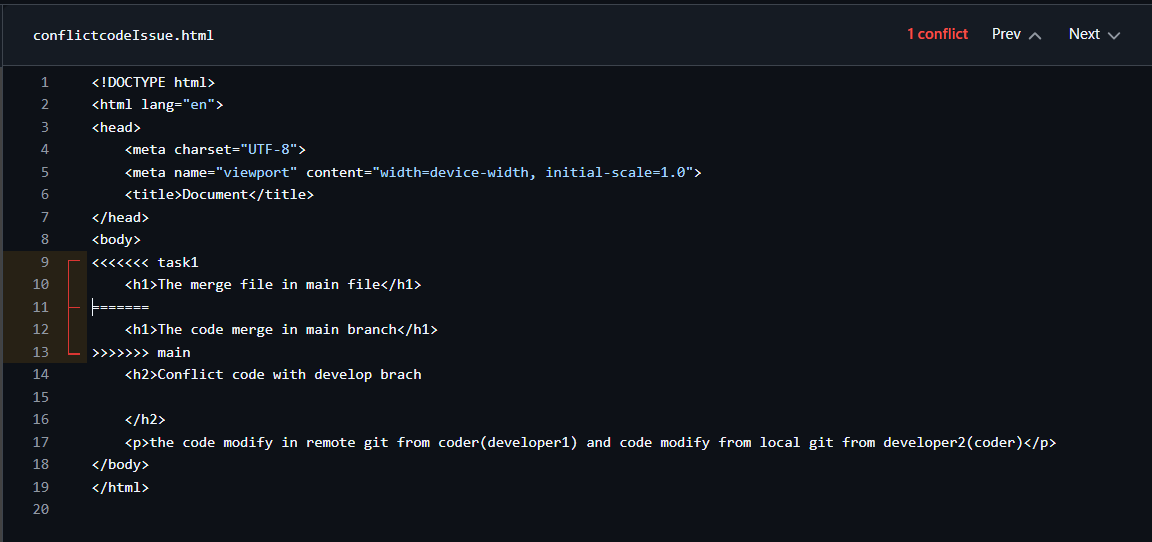 conflictcodeIssue.html 1 conflict Prev Next
1 <!DOCTYPE html>
2 <html lang="en">
3 <head>
4     <meta charset="UTF-8">
5     <meta name="viewport" content="width=device-width, initial-scale=1.0">
6     <title>Document</title>
7 </head>
8 <body>
9 <<<<<<< task1
10     <h1>The merge file in main file</h1>
11 =======
12     <h1>The code merge in main branch</h1>
13 >>>>>>> main
14     <h2>Conflict code with develop brach
15
16     </h2>
17     <p>the code modify in remote git from coder(developer1) and code modify from local git from developer2(coder)</p>
18 </body>
19 </html>
20